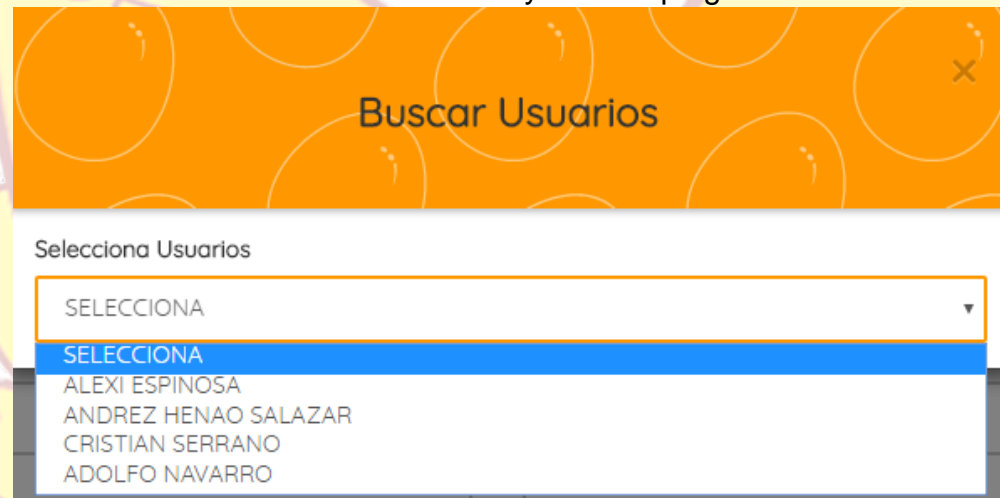 Buscar Usuarios
Selecciona Usuarios
SELECCIONA
SELECCIONA
ALEXI ESPINOSA
ANDREZ HENAO SALAZAR
CRISTIAN SERRANO
ADOLFO NAVARRO